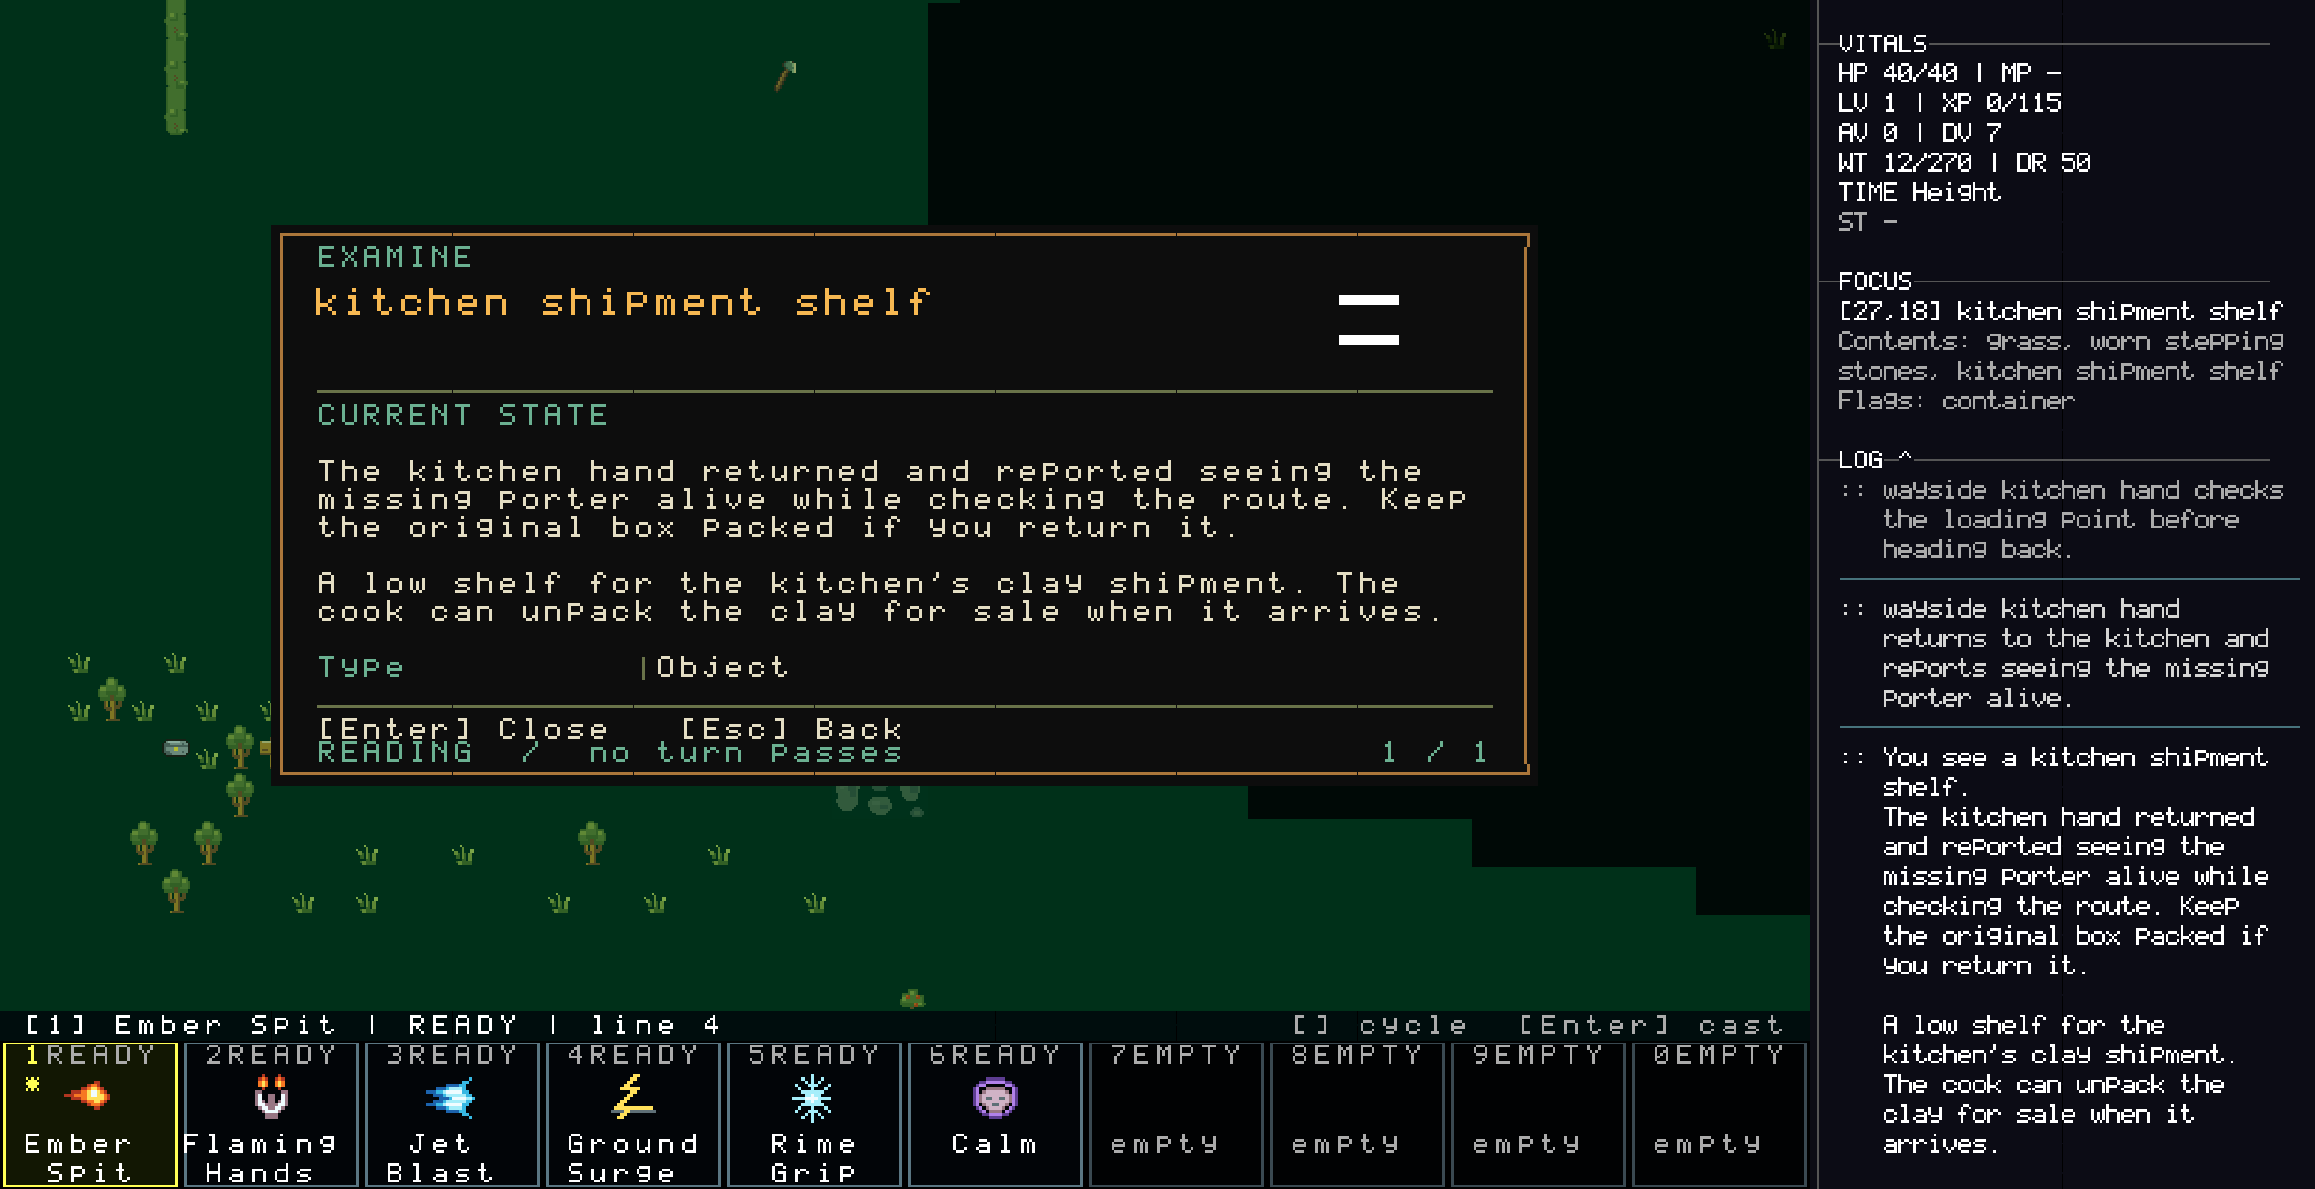 EXAMINE
kitchen shipment shelf
CURRENT STATE
The kitchen hand returned and reported seeing the
missing porter alive while checking the route. Keep
the original box packed if you return it.
A low shelf for the kitchen's clay shipment. The
cook can unpack the clay for sale when it arrives.
Type |Object
[Enter] Close [Esc] Back
READING / no turn passes 1 / 1
[1] Ember Spit | READY | line 4 [] cycle [Enter] cast
1READY 2READY 3READY 4READY 5READY 6READY 7EMPTY 8EMPTY 9EMPTY 0EMPTY
*
Ember Flaming Jet Ground Rime Calm empty empty empty empty
Spit Hands Blast Surge Grip
VITALS
HP 40/40 | MP -
LV 1 | XP 0/115
AV 0 | DV 7
WT 12/270 | DR 50
TIME Height
ST -
FOCUS
[27,18] kitchen shipment shelf
Contents: grass, worn stepping
stones, kitchen shipment shelf
Flags: container
LOG ^
:: wayside kitchen hand checks
the loading point before
heading back.
:: wayside kitchen hand
returns to the kitchen and
reports seeing the missing
porter alive.
:: You see a kitchen shipment
shelf.
The kitchen hand returned
and reported seeing the
missing porter alive while
checking the route. Keep
the original box packed if
you return it.
A low shelf for the
kitchen's clay shipment.
The cook can unpack the
clay for sale when it
arrives.